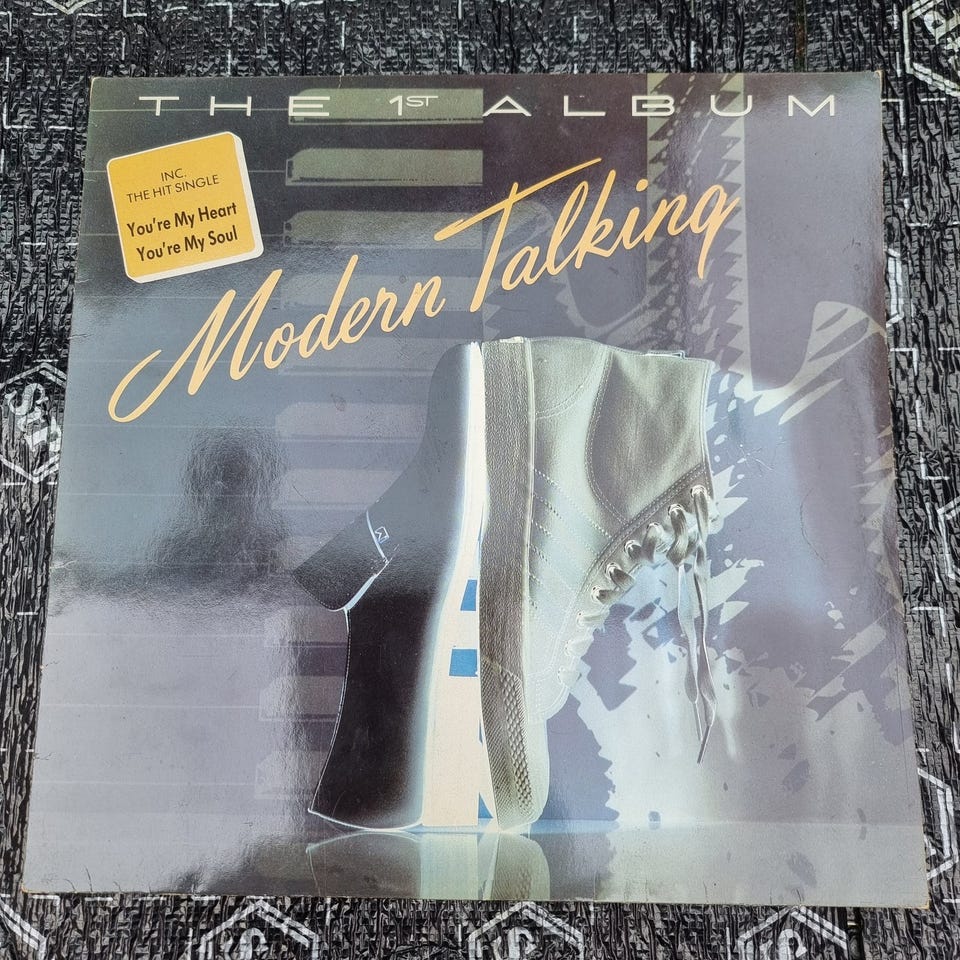 THE 1ST ALBUM
INC.
THE HIT SINGLE
You're My Heart
You're My Soul
Modern Talking